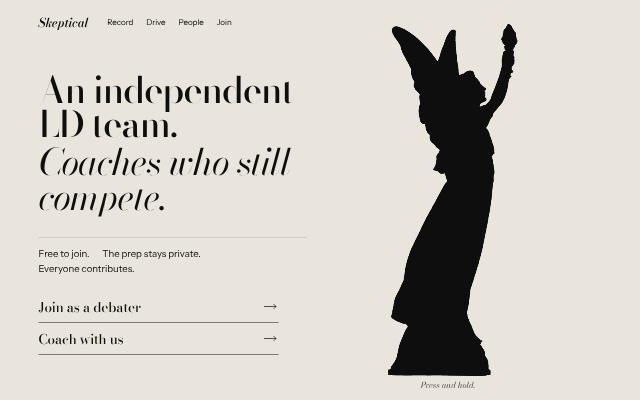 Skeptical Record Drive People Join
An independent
LD team.
Coaches who still
compete.
Free to join. The prep stays private.
Everyone contributes.
Join as a debater →
Coach with us →
Press and hold.